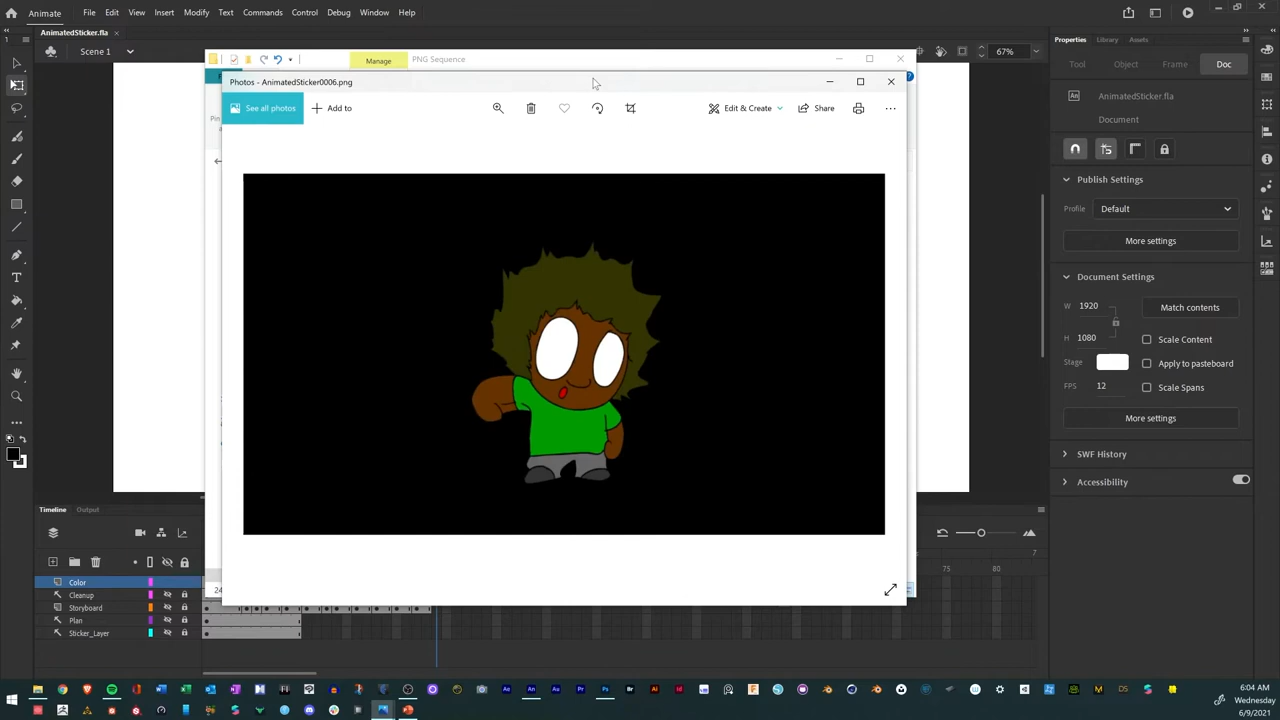 Animate
File
Edit
View
Insert
Modify
Text
Commands
Control
Debug
Window
Help
AnimatedSticker.fla
Scene 1
67%
Manage
PNG Sequence
Photos - AnimatedSticker0006.png
See all photos
Add to
Edit & Create
Share
Properties
Library
Assets
Tool
Object
Frame
Doc
AnimatedSticker.fla
Document
Publish Settings
Profile
Default
More settings
Document Settings
W
1920
Match contents
H
1080
Scale Content
Stage
Apply to pasteboard
FPS
12
Scale Spans
More settings
SWF History
Accessibility
Timeline
Output
75
80
Color
Cleanup
Storyboard
Plan
Sticker_Layer
24
6:04 AM
Wednesday
6/9/2021